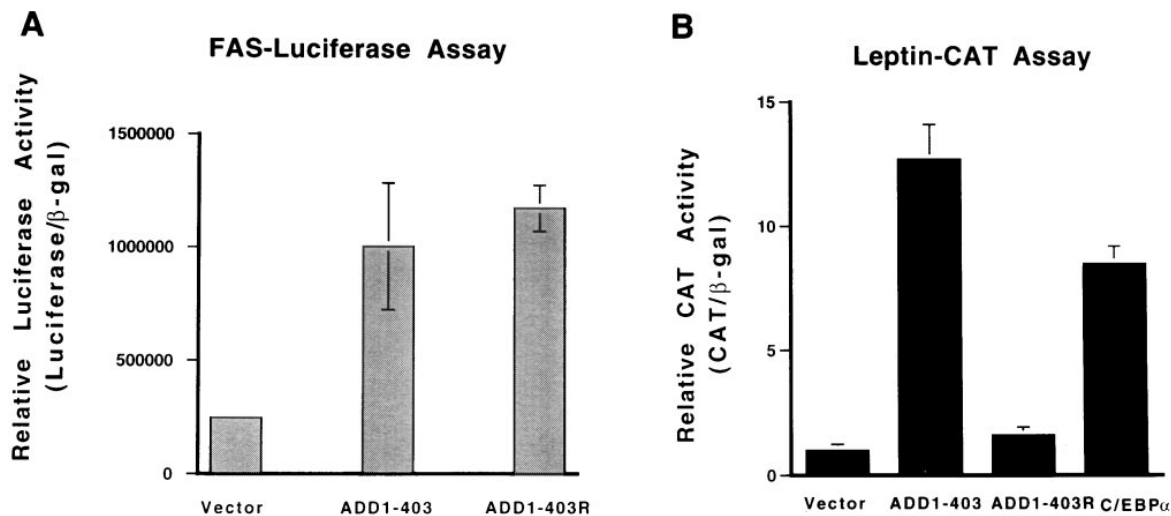 A
FAS-Luciferase Assay
Relative Luciferase Activity
(Luciferase/β-gal)
1500000
1000000
500000
0
Vector
ADD1-403
ADD1-403R
B
Leptin-CAT Assay
Relative CAT Activity
(CAT/β-gal)
15
10
5
0
Vector
ADD1-403
ADD1-403R
C/EBPα